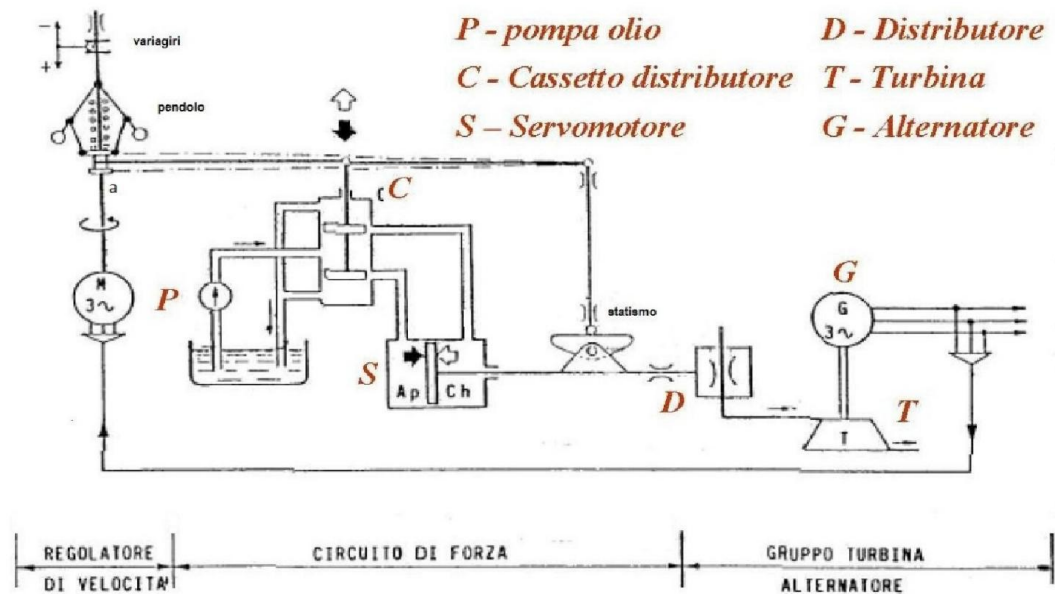 P - pompa olio
D - Distributore
C - Cassetto distributore
T - Turbina
S – Servomotore
G - Alternatore
–
+
variagiri
pendolo
a
C
M
3~
P
S
Ap
Ch
statismo
D
G
G
3~
T
T
REGOLATORE
DI VELOCITA'
CIRCUITO DI FORZA
GRUPPO TURBINA
ALTERNATORE